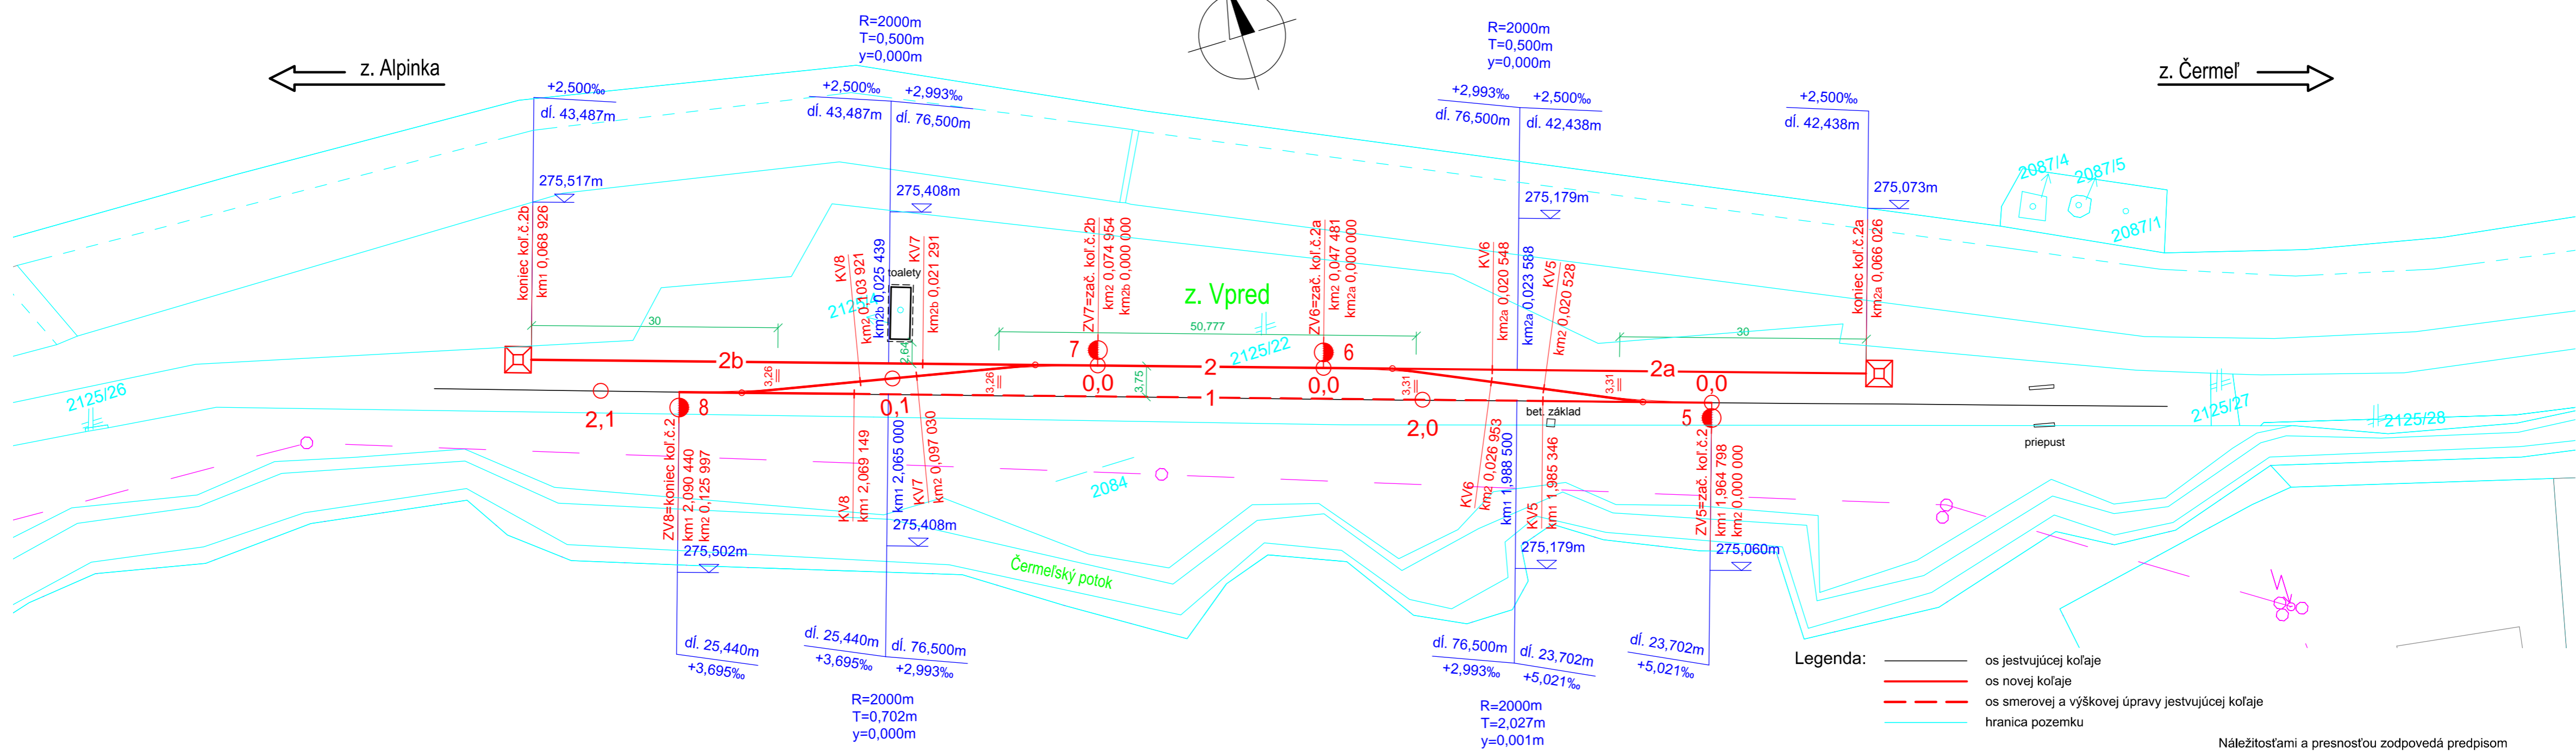 R=2000m
T=0,500m
y=0,000m
R=2000m
T=0,500m
y=0,000m
z. Alpinka
z. Čermeľ
+2,500‰
dĺ. 43,487m
+2,500‰
dĺ. 43,487m
+2,993‰
dĺ. 76,500m
+2,993‰
dĺ. 76,500m
+2,500‰
dĺ. 42,438m
+2,500‰
dĺ. 42,438m
275,517m
275,408m
275,179m
275,073m
2087/4
2087/5
2087/1
koniec koľ.č.2b
km1 0,068 926
KV8
km2 0,103 921
km2b 0,025 439
KV7
km2b 0,021 291
toalety
2125/4
ZV7=zač. koľ.č.2b
km2 0,074 954
km2b 0,000 000
z. Vpred
ZV6=zač. koľ.č.2a
km2 0,047 481
km2a 0,000 000
KV6
km2a 0,020 548
km2a 0,023 588
KV5
km2 0,020 528
koniec koľ.č.2a
km2a 0,066 026
30
50,777
30
2,64
2125/22
3,75
7
6
2b
2
2a
3,26
3,26
3,31
3,31
0,0
0,0
0,0
2125/26
2,1
8
0,1
1
2,0
bet. základ
5
2125/27
2125/28
priepust
ZV8=koniec koľ.č.2
km1 2,090 440
km2 0,125 997
KV8
km1 2,069 149
km1 2,065 000
KV7
km2 0,097 030
2084
KV6
km2 0,026 953
km1 1,988 500
KV5
km1 1,985 346
ZV5=zač. koľ.č.2
km1 1,964 798
km2 0,000 000
275,502m
275,408m
275,179m
275,060m
Čermeľský potok
dĺ. 25,440m
+3,695‰
dĺ. 25,440m
+3,695‰
dĺ. 76,500m
+2,993‰
dĺ. 76,500m
+2,993‰
dĺ. 23,702m
+5,021‰
dĺ. 23,702m
+5,021‰
R=2000m
T=0,702m
y=0,000m
R=2000m
T=2,027m
y=0,001m
Legenda:
os jestvujúcej koľaje
os novej koľaje
os smerovej a výškovej úpravy jestvujúcej koľaje
hranica pozemku
Náležitosťami a presnosťou zodpovedá predpisom